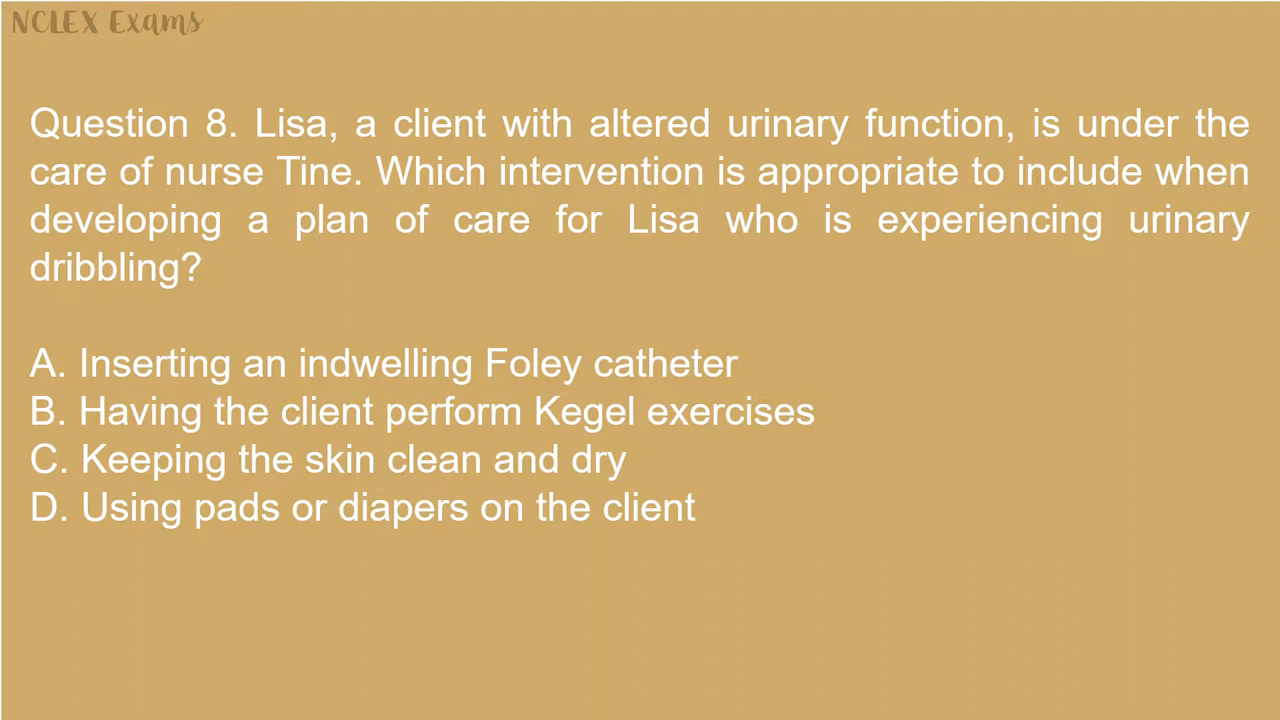 NCLEX Exams
Question 8. Lisa, a client with altered urinary function, is under the
care of nurse Tine. Which intervention is appropriate to include when
developing a plan of care for Lisa who is experiencing urinary
dribbling?
A. Inserting an indwelling Foley catheter
B. Having the client perform Kegel exercises
C. Keeping the skin clean and dry
D. Using pads or diapers on the client